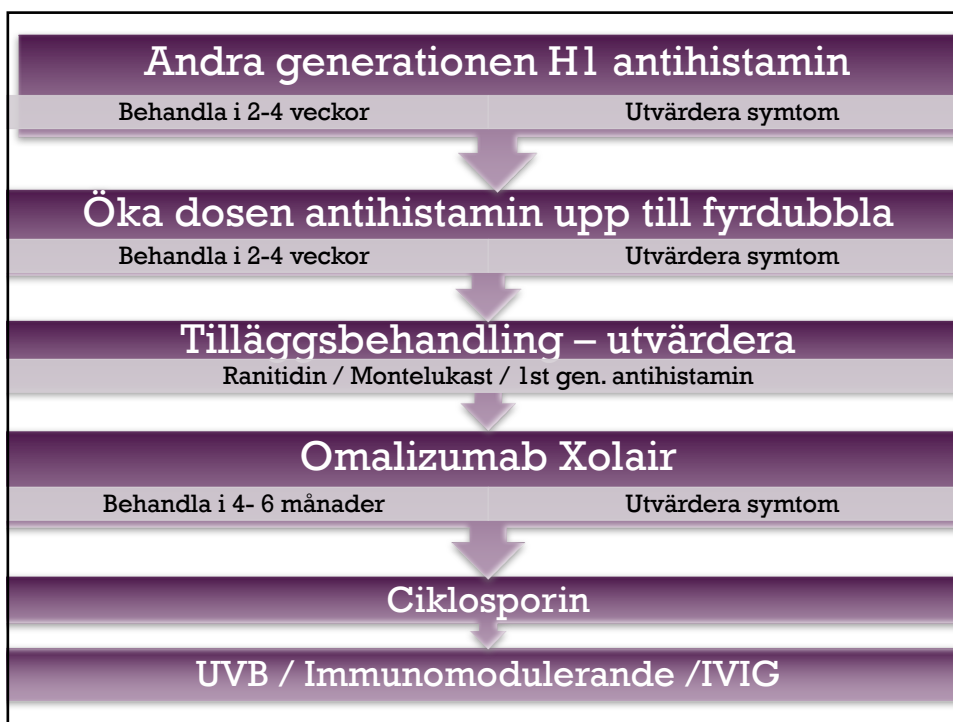 Andra generationen H1 antihistamin
Behandla i 2-4 veckor Utvärdera symtom
Öka dosen antihistamin upp till fyrdubbla
Behandla i 2-4 veckor Utvärdera symtom
Tilläggsbehandling – utvärdera
Ranitidin / Montelukast / 1st gen. antihistamin
Omalizumab Xolair
Behandla i 4- 6 månader Utvärdera symtom
Ciklosporin
UVB / Immunomodulerande /IVIG